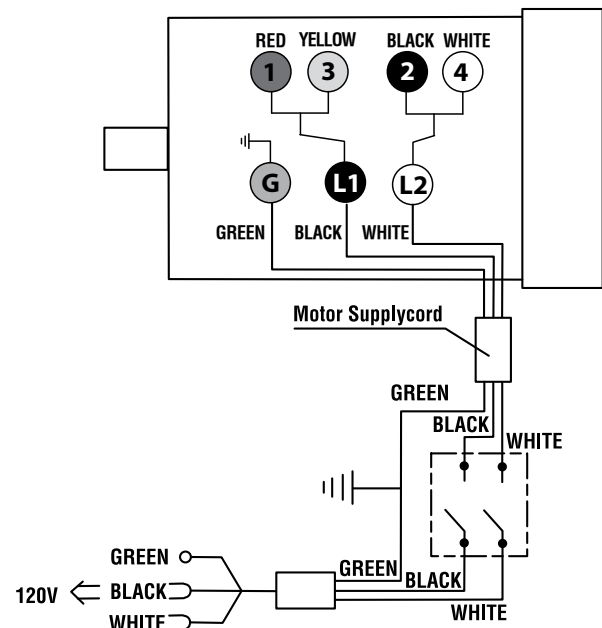 RED YELLOW BLACK WHITE
1 3 2 4
G L1 L2
GREEN BLACK WHITE
Motor Supplycord
GREEN
BLACK
WHITE
GREEN
GREEN
120V BLACK BLACK
WHITE WHITE